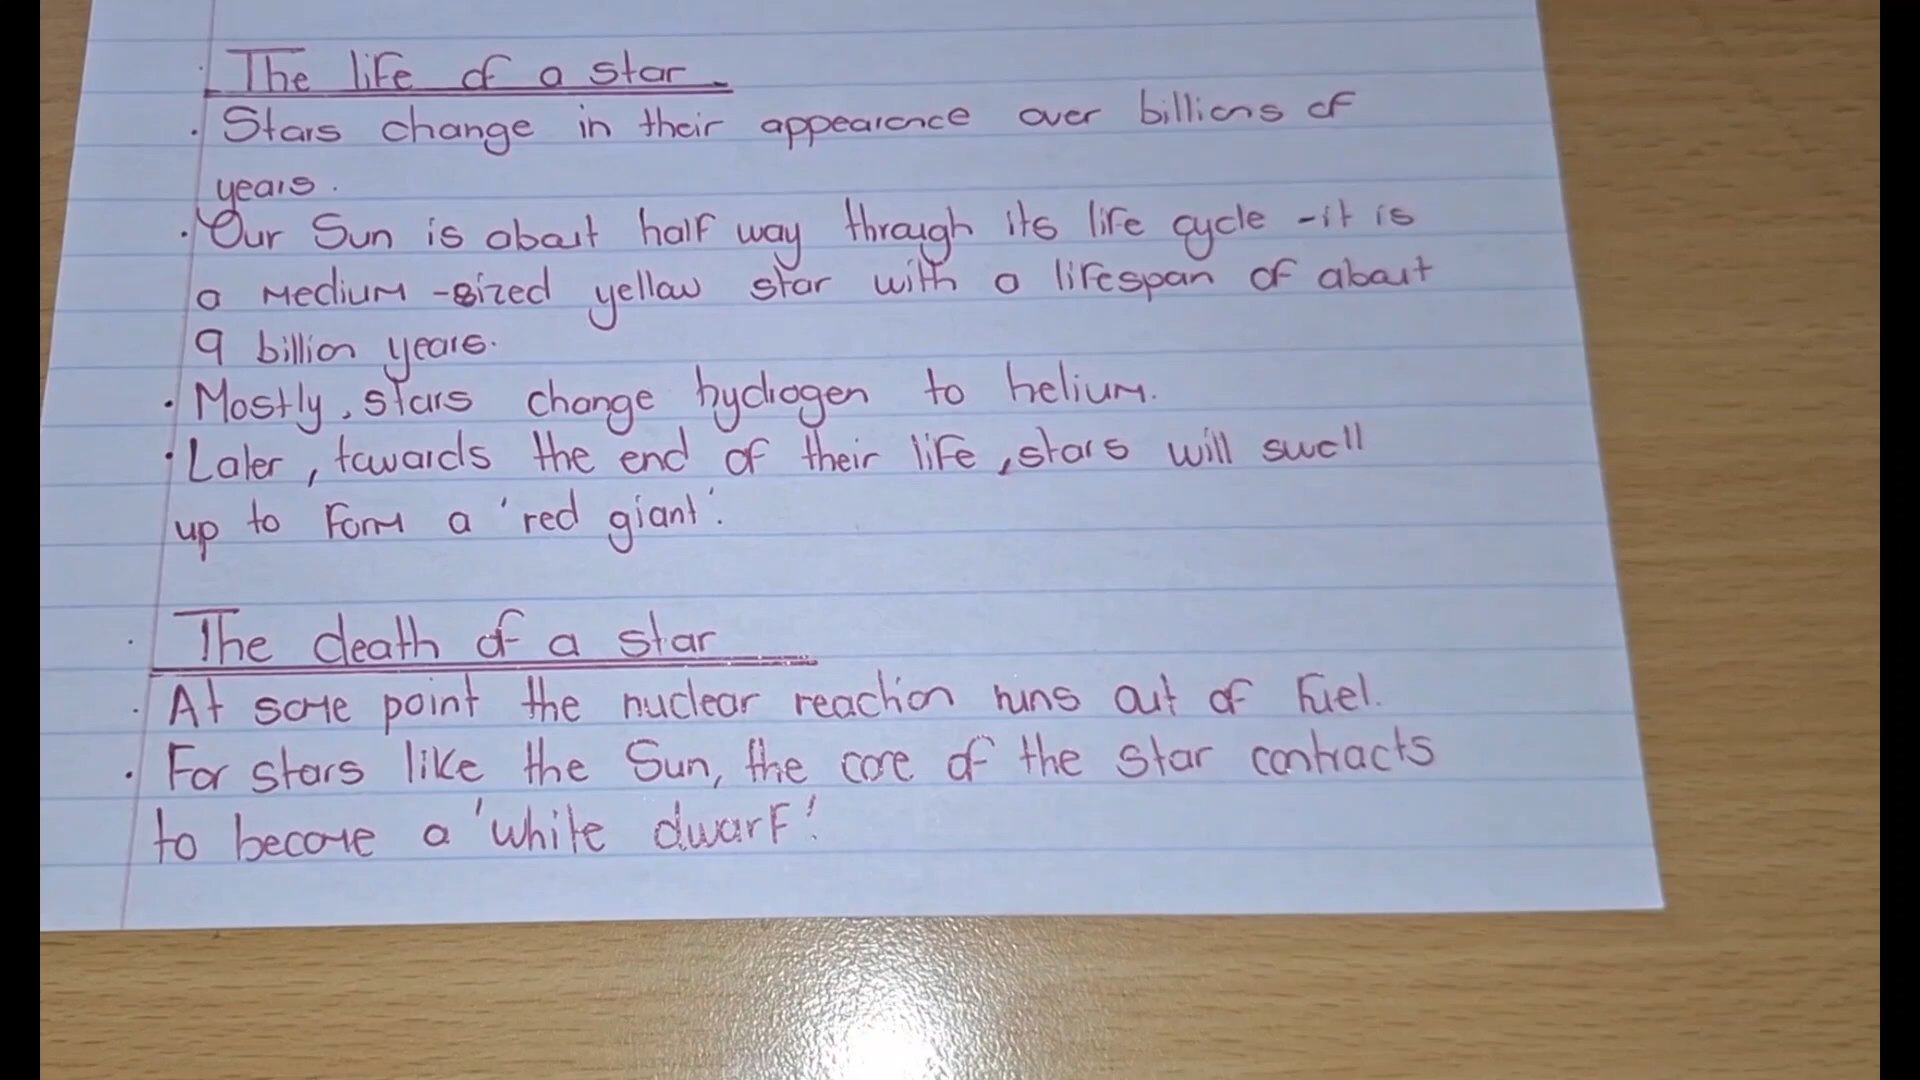 The life of a star
· Stars change in their appearence over billions of
years.
· Our Sun is about half way through its life cycle - it is
a medium-sized yellow star with a lifespan of about
9 billion years.
· Mostly, stars change hydrogen to helium.
· Later, towards the end of their life, stars will swell
up to form a 'red giant'.
The death of a star
· At some point the nuclear reaction runs out of fuel.
· For stars like the Sun, the core of the star contracts
to become a 'white dwarf'.